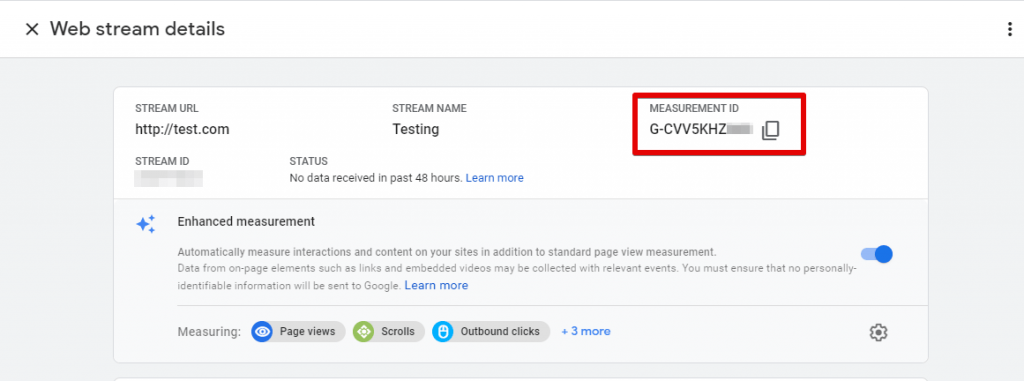 Web stream details
STREAM URL
STREAM NAME
MEASUREMENT ID
http://test.com
Testing
G-CVV5KHZ
STREAM ID
STATUS
No data received in past 48 hours. Learn more
Enhanced measurement
Automatically measure interactions and content on your sites in addition to standard page view measurement.
Data from on-page elements such as links and embedded videos may be collected with relevant events. You must ensure that no personally-
identifiable information will be sent to Google. Learn more
Measuring: Page views Scrolls Outbound clicks + 3 more